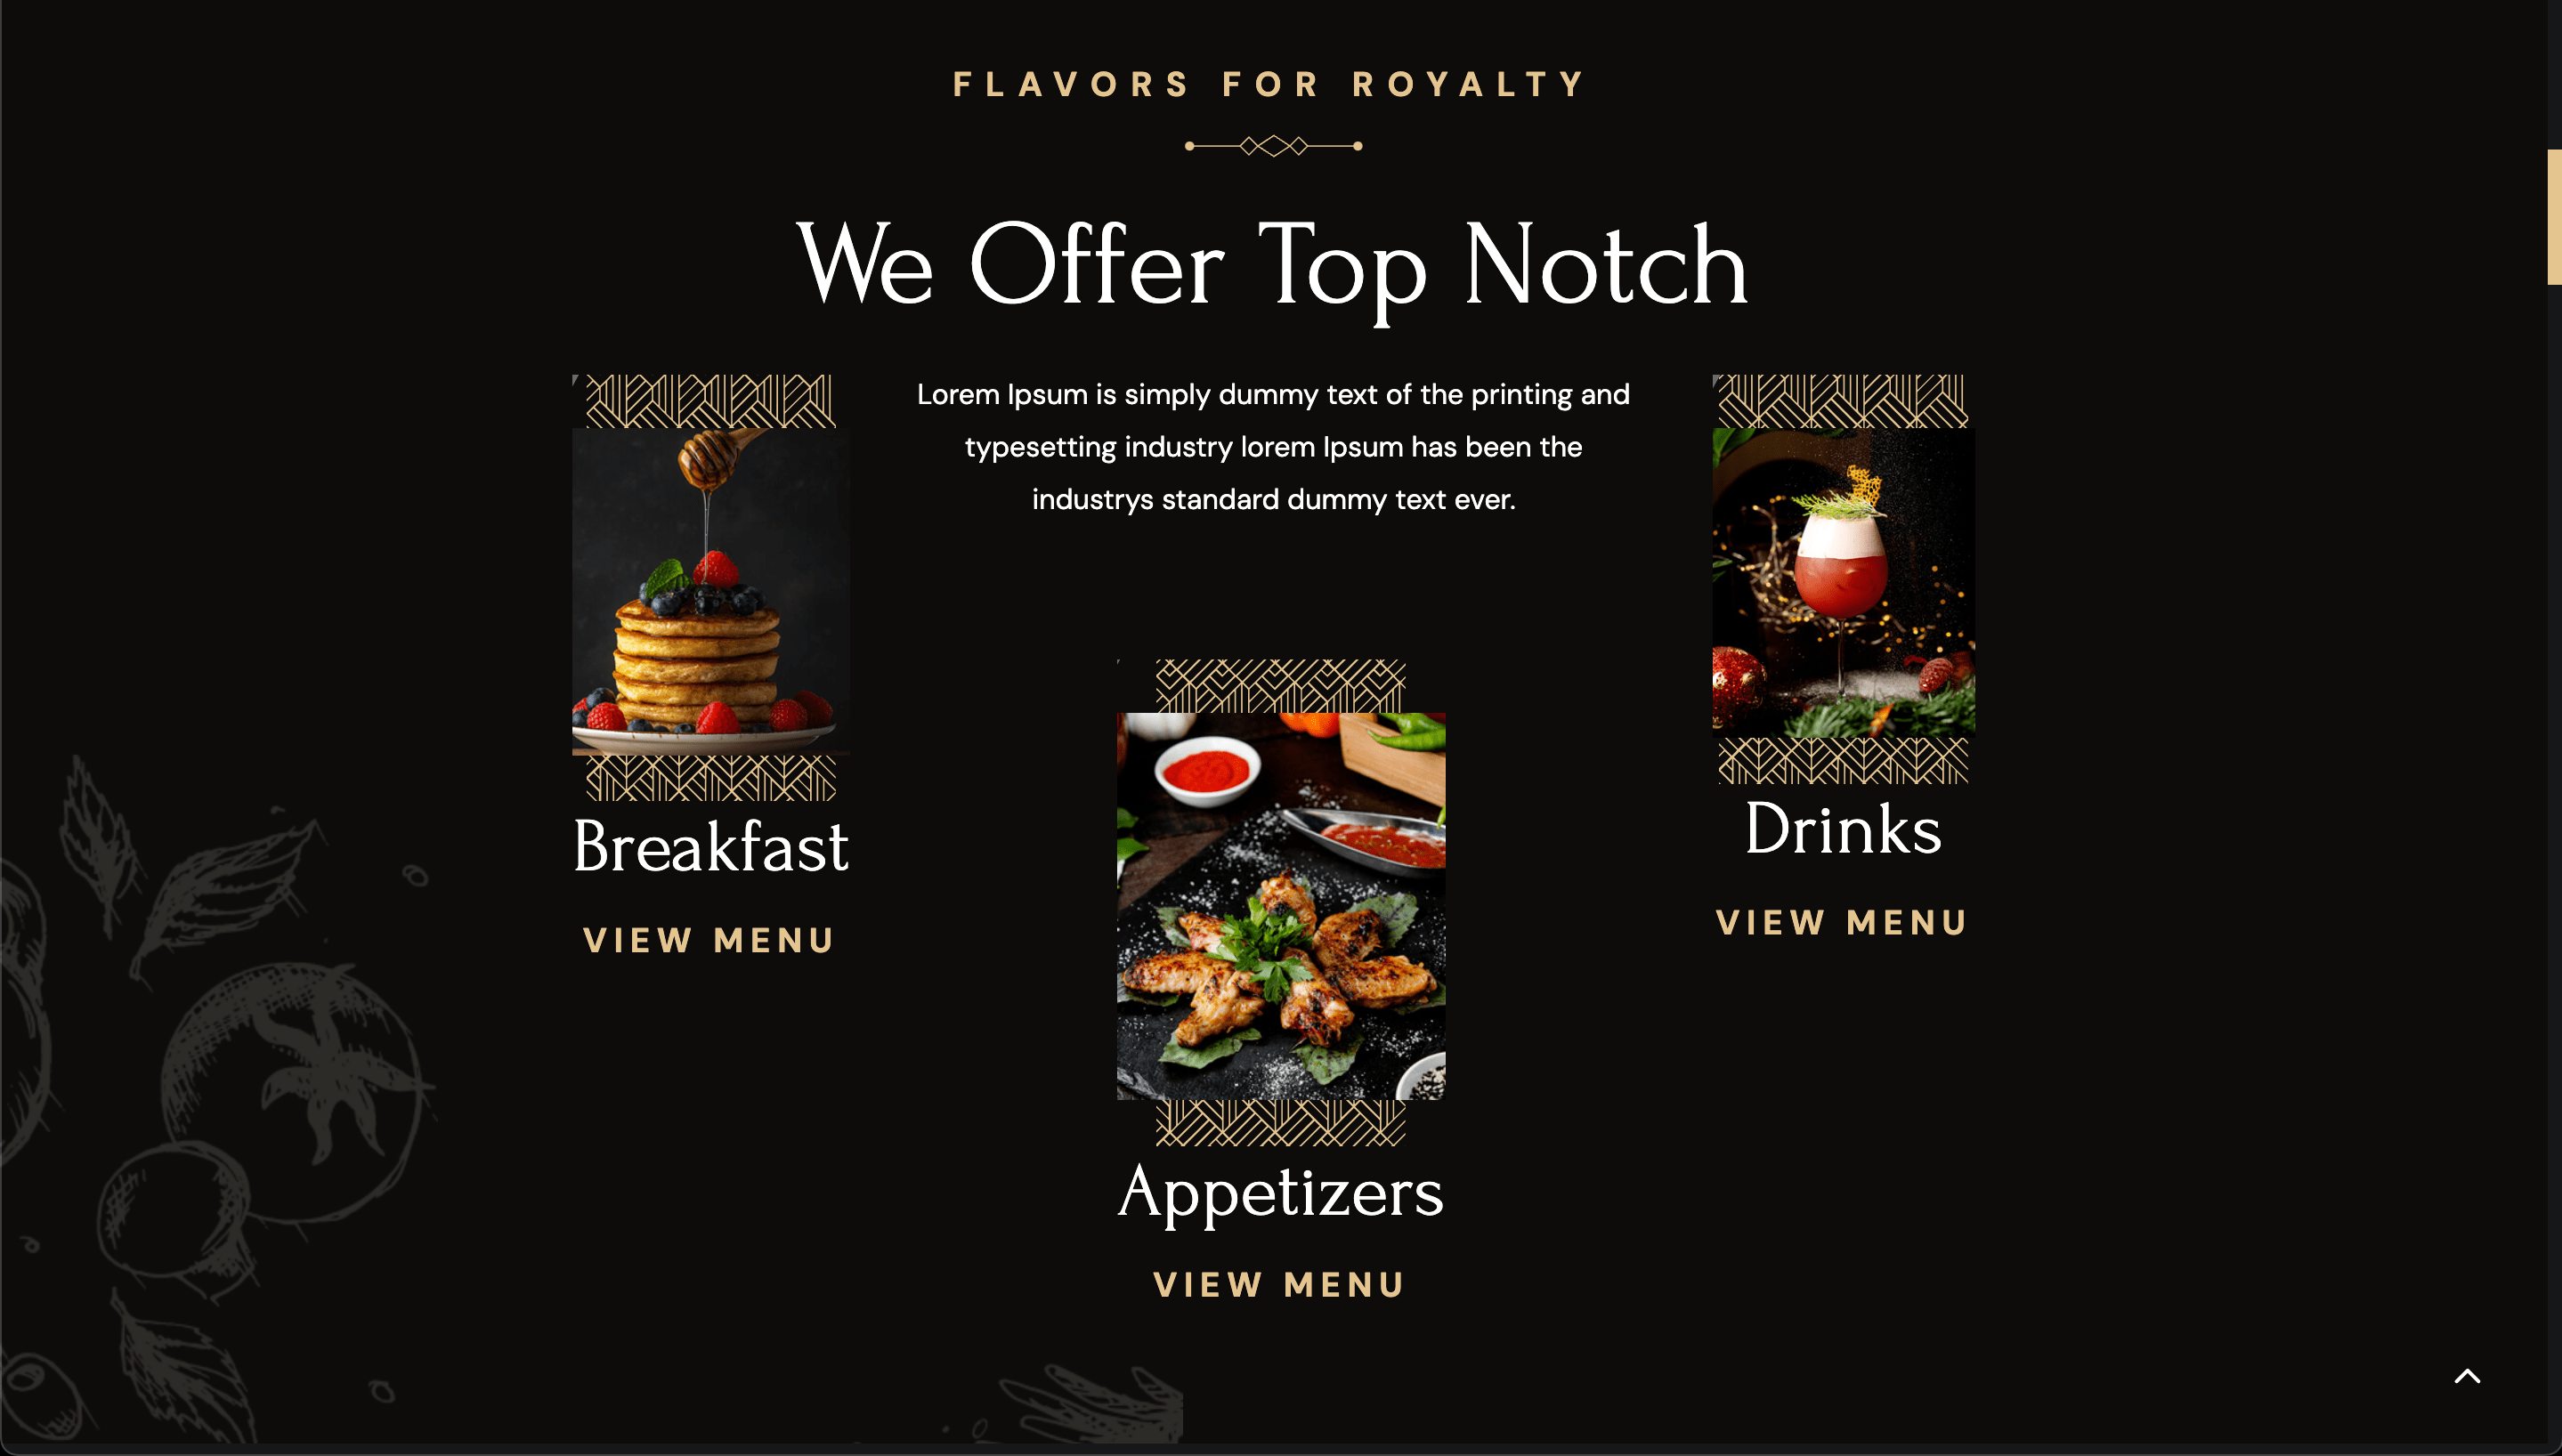 FLAVORS FOR ROYALTY
We Offer Top Notch
Lorem Ipsum is simply dummy text of the printing and
typesetting industry lorem Ipsum has been the
industrys standard dummy text ever.
Breakfast
VIEW MENU
Appetizers
VIEW MENU
Drinks
VIEW MENU